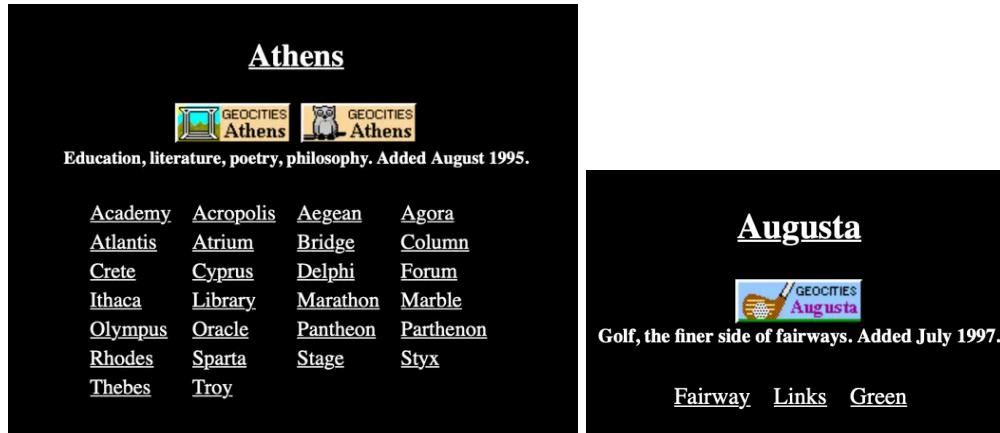 Athens
GEOCITIES Athens GEOCITIES Athens
Education, literature, poetry, philosophy. Added August 1995.
Academy Acropolis Aegean Agora
Atlantis Atrium Bridge Column
Crete Cyprus Delphi Forum
Ithaca Library Marathon Marble
Olympus Oracle Pantheon Parthenon
Rhodes Sparta Stage Styx
Thebes Troy
Augusta
GEOCITIES Augusta
Golf, the finer side of fairways. Added July 1997.
Fairway Links Green